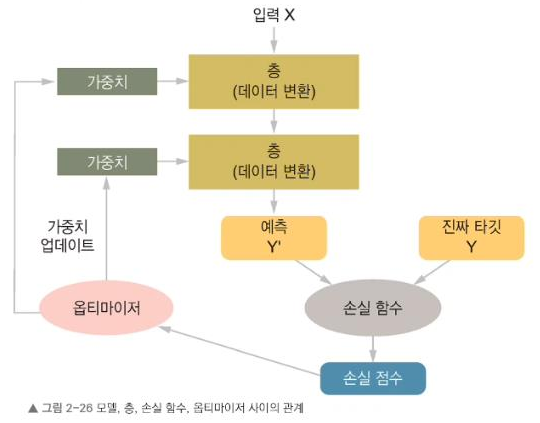 입력 X
가중치
층
(데이터 변환)
가중치
층
(데이터 변환)
가중치
업데이트
예측
Y'
진짜 타깃
Y
옵티마이저
손실 함수
손실 점수
▲ 그림 2-26 모델, 층, 손실 함수, 옵티마이저 사이의 관계